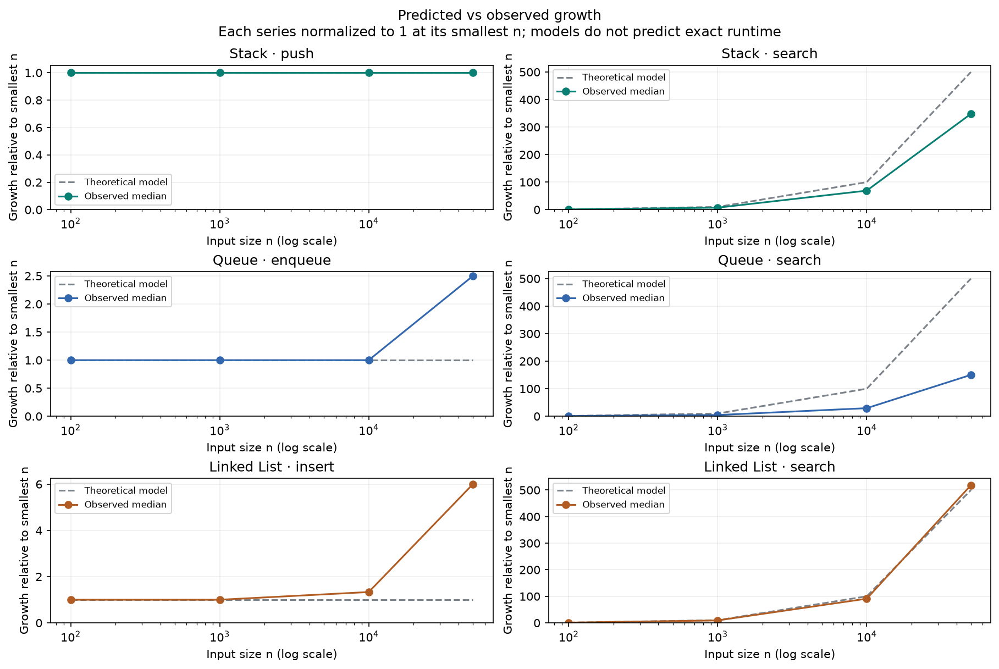 Predicted vs observed growth
Each series normalized to 1 at its smallest n; models do not predict exact runtime
Stack · push
Growth relative to smallest n
1.0
0.8
0.6
0.4
0.2
0.0
Theoretical model
Observed median
10²
10³
10⁴
Input size n (log scale)
Stack · search
Growth relative to smallest n
500
400
300
200
100
0
Theoretical model
Observed median
10²
10³
10⁴
Input size n (log scale)
Queue · enqueue
Growth relative to smallest n
2.5
2.0
1.5
1.0
0.5
0.0
Theoretical model
Observed median
10²
10³
10⁴
Input size n (log scale)
Queue · search
Growth relative to smallest n
500
400
300
200
100
0
Theoretical model
Observed median
10²
10³
10⁴
Input size n (log scale)
Linked List · insert
Growth relative to smallest n
6
4
2
0
Theoretical model
Observed median
10²
10³
10⁴
Input size n (log scale)
Linked List · search
Growth relative to smallest n
500
400
300
200
100
0
Theoretical model
Observed median
10²
10³
10⁴
Input size n (log scale)